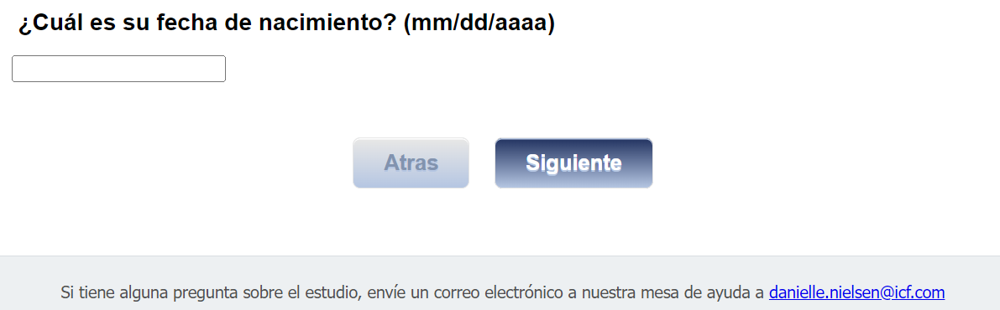 ¿Cuál es su fecha de nacimiento? (mm/dd/aaaa)
Atras
Siguiente
Si tiene alguna pregunta sobre el estudio, envíe un correo electrónico a nuestra mesa de ayuda a danielle.nielsen@icf.com